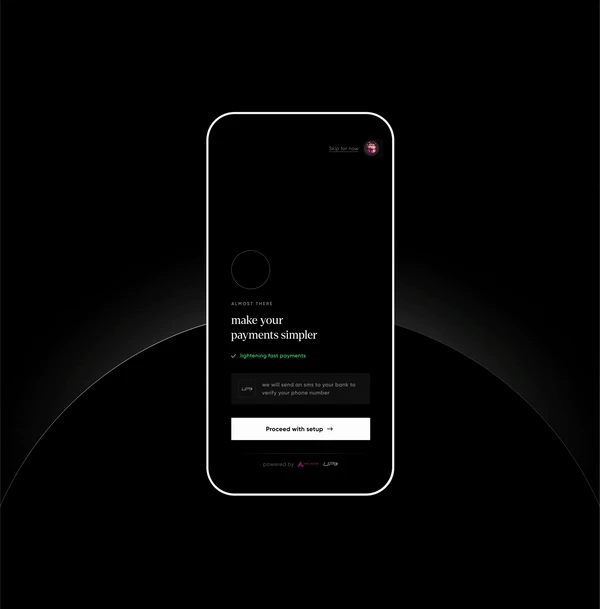 Skip for now
ALMOST THERE
make your
payments simpler
lightening fast payments
UPI
we will send an sms to your bank to
verify your phone number
Proceed with setup →
powered by UPI